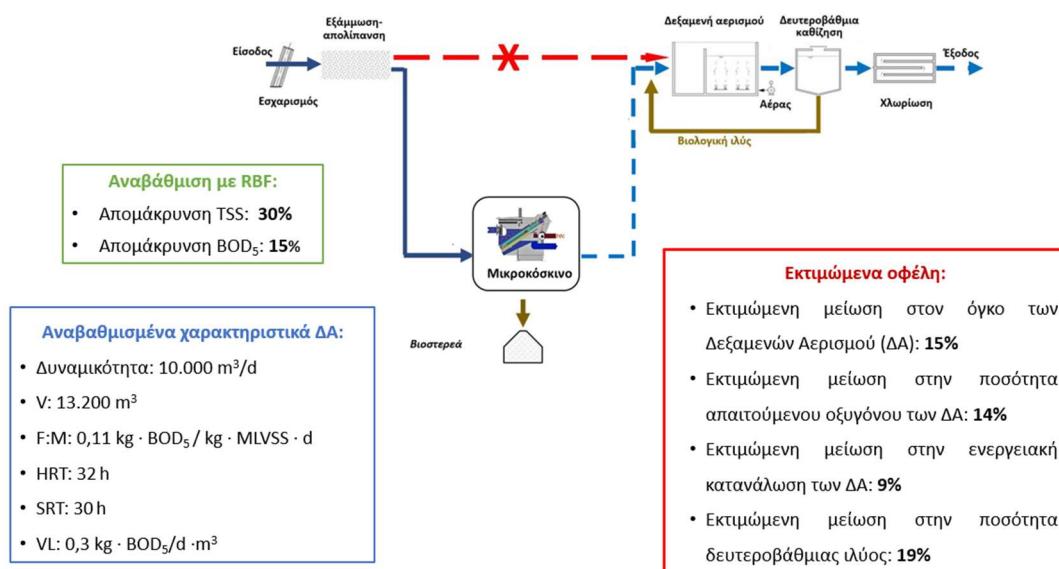 Εξάμμωση-
απολίπανση
Δεξαμενή αερισμού
Δευτεροβάθμια
καθίζηση
Είσοδος
Έξοδος
Εσχαρισμός
Αέρας
Χλωρίωση
Βιολογική ιλύς
Αναβάθμιση με RBF:
• Απομάκρυνση TSS: 30%
• Απομάκρυνση BOD₅: 15%
Μικροκόσκινο
Βιοστερεά
Αναβαθμισμένα χαρακτηριστικά ΔΑ:
• Δυναμικότητα: 10.000 m³/d
• V: 13.200 m³
• F:M: 0,11 kg · BOD₅ / kg · MLVSS · d
• HRT: 32 h
• SRT: 30 h
• VL: 0,3 kg · BOD₅/d ·m³
Εκτιμώμενα οφέλη:
• Εκτιμώμενη μείωση στον όγκο των
Δεξαμενών Αερισμού (ΔΑ): 15%
• Εκτιμώμενη μείωση στην ποσότητα
απαιτούμενου οξυγόνου των ΔΑ: 14%
• Εκτιμώμενη μείωση στην ενεργειακή
κατανάλωση των ΔΑ: 9%
• Εκτιμώμενη μείωση στην ποσότητα
δευτεροβάθμιας ιλύος: 19%